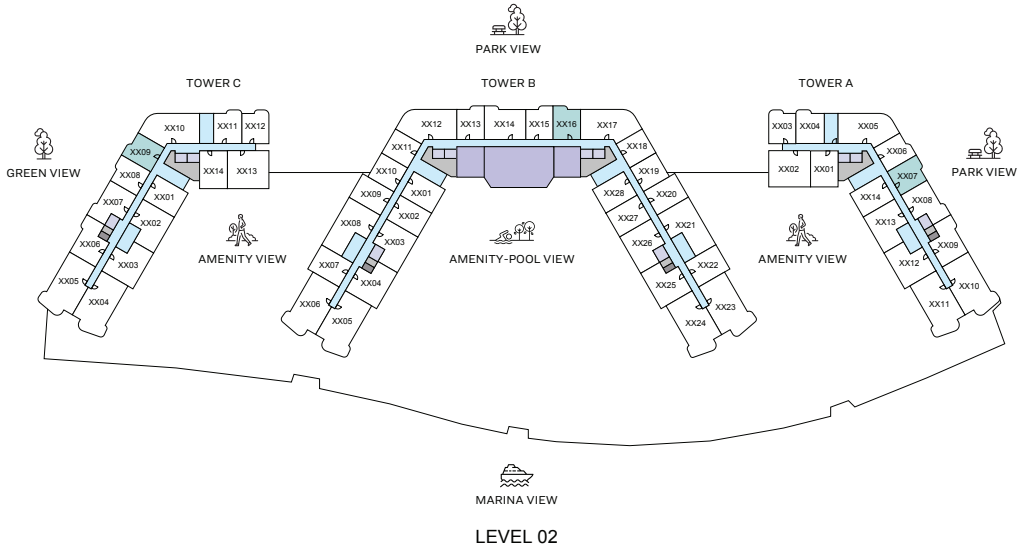 PARK VIEW
TOWER C
TOWER B
TOWER A
GREEN VIEW
PARK VIEW
XX10
XX11
XX12
XX09
XX08
XX14
XX13
XX07
XX01
XX06
XX02
XX05
XX03
XX04
AMENITY VIEW
XX12
XX13
XX14
XX15
XX16
XX17
XX11
XX18
XX10
XX19
XX09
XX01
XX28
XX20
XX08
XX02
XX27
XX21
XX07
XX03
XX26
XX22
XX06
XX04
XX25
XX23
XX05
XX24
AMENITY-POOL VIEW
XX03
XX04
XX05
XX02
XX01
XX06
XX07
XX14
XX08
XX13
XX09
XX12
XX10
XX11
AMENITY VIEW
MARINA VIEW
LEVEL 02